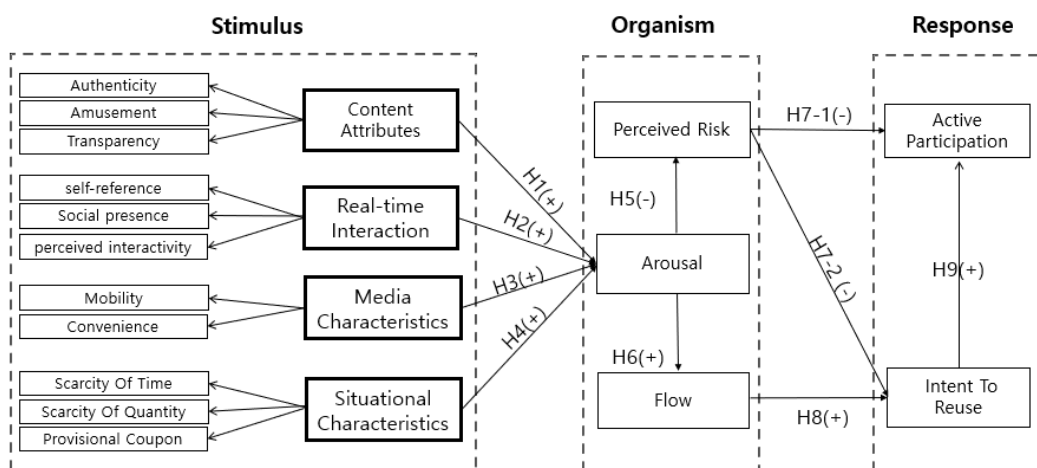 Stimulus
Organism
Response
Authenticity
Amusement
Transparency
Content
Attributes
self-reference
Social presence
perceived interactivity
Real-time
Interaction
Mobility
Convenience
Media
Characteristics
Scarcity Of Time
Scarcity Of Quantity
Provisional Coupon
Situational
Characteristics
H1(+)
H2(+)
H3(+)
H4(+)
Perceived Risk
H5(-)
Arousal
H6(+)
Flow
H7-1(-)
H7-2(-)
H8(+)
Active
Participation
H9(+)
Intent To
Reuse